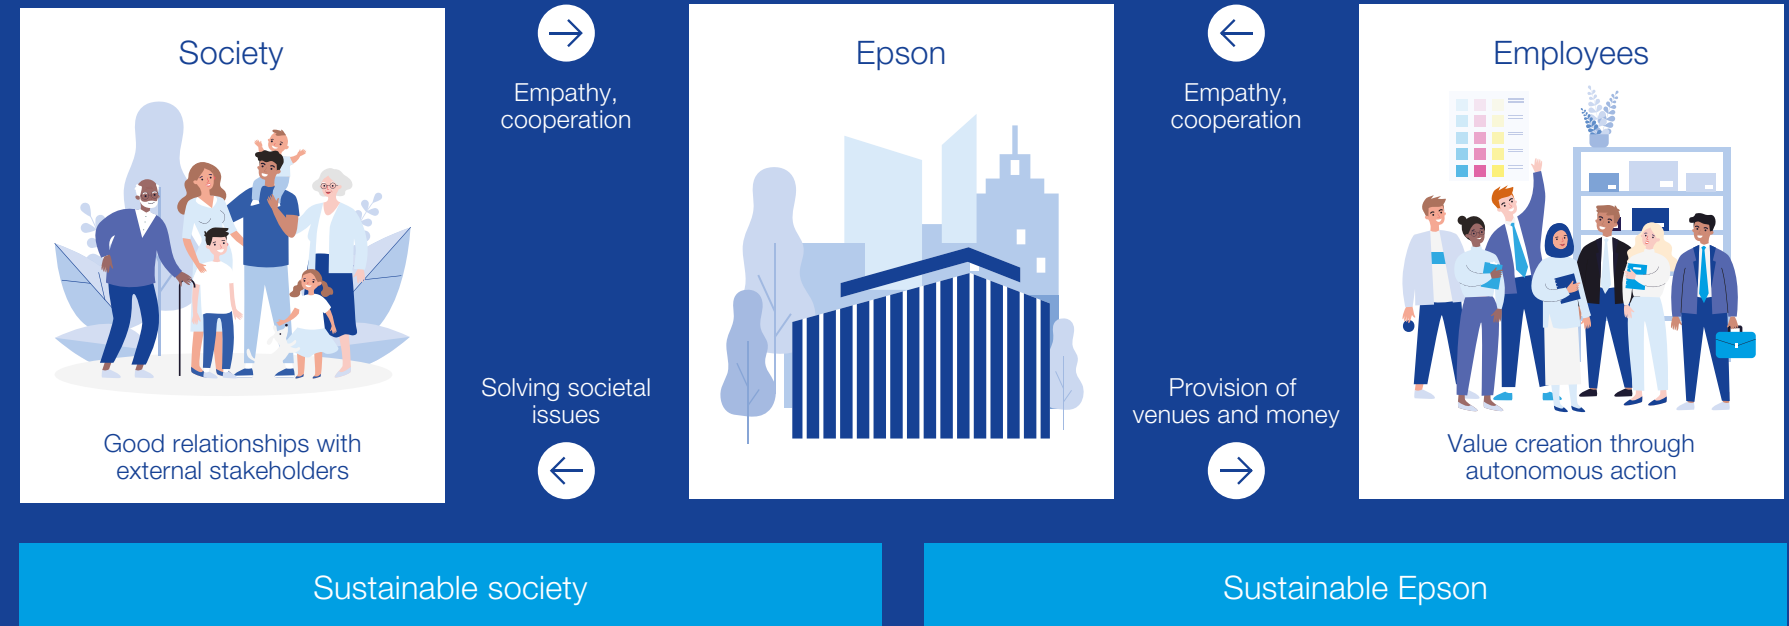 Society
Good relationships with
external stakeholders
Empathy,
cooperation
Solving societal
issues
Epson
Empathy,
cooperation
Provision of
venues and money
Employees
Value creation through
autonomous action
Sustainable society
Sustainable Epson